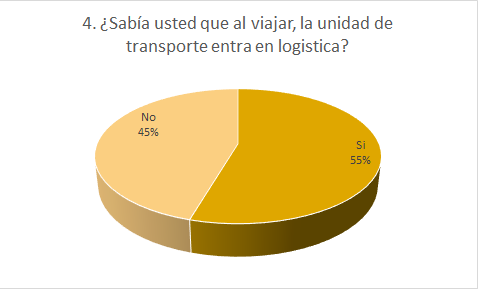 4. ¿Sabía usted que al viajar, la unidad de
transporte entra en logistica?
No
45%
Si
55%